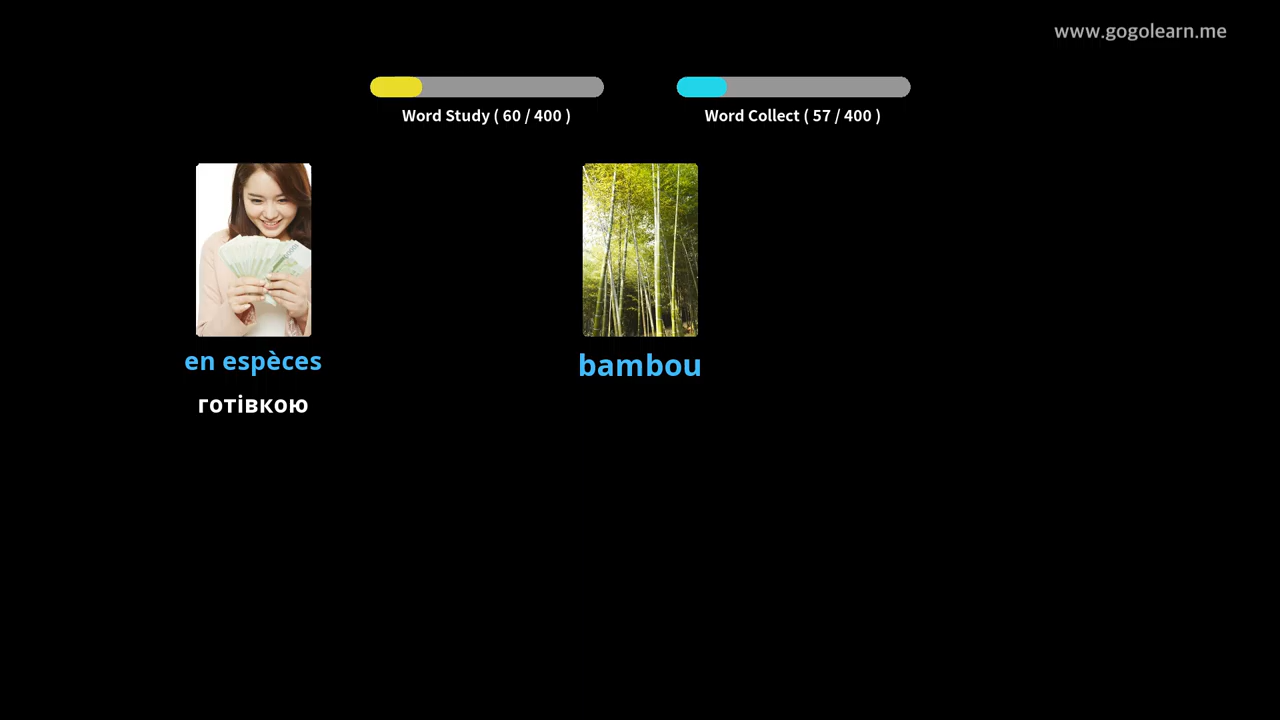 www.gogolearn.me
Word Study ( 60 / 400 )
Word Collect ( 57 / 400 )
en espèces
bambou
готівкою